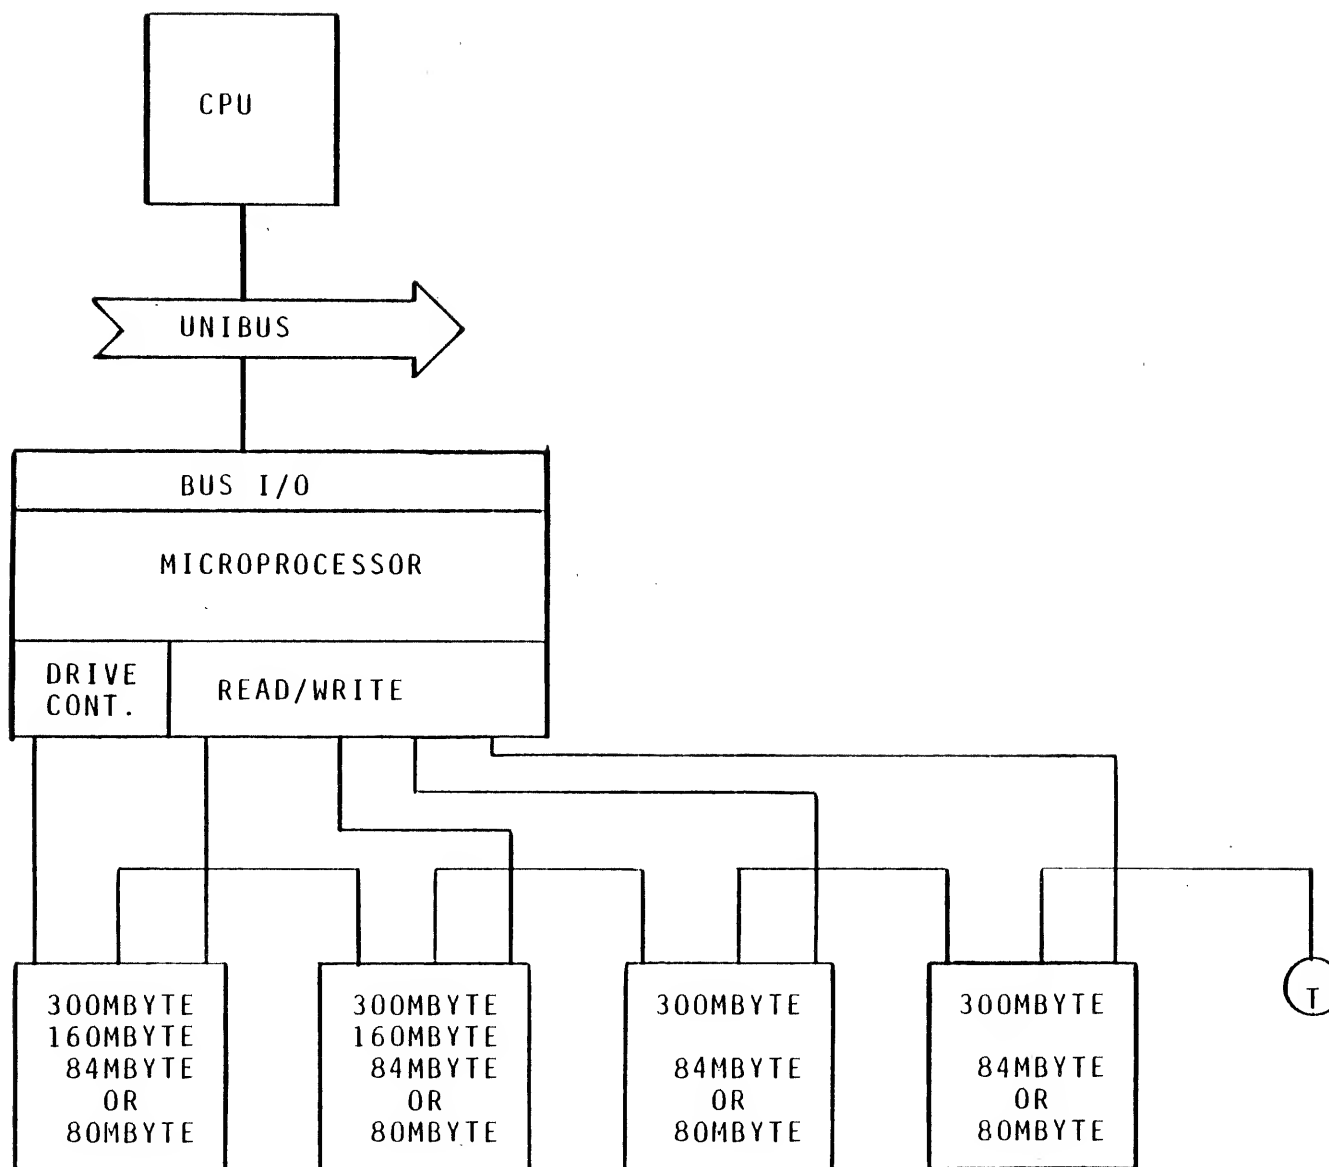 CPU
UNIBUS
BUS I/O
MICROPROCESSOR
DRIVE
CONT.
READ/WRITE
300MBYTE
160MBYTE
84MBYTE
OR
80MBYTE
300MBYTE
160MBYTE
84MBYTE
OR
80MBYTE
300MBYTE
84MBYTE
OR
80MBYTE
300MBYTE
84MBYTE
OR
80MBYTE
T